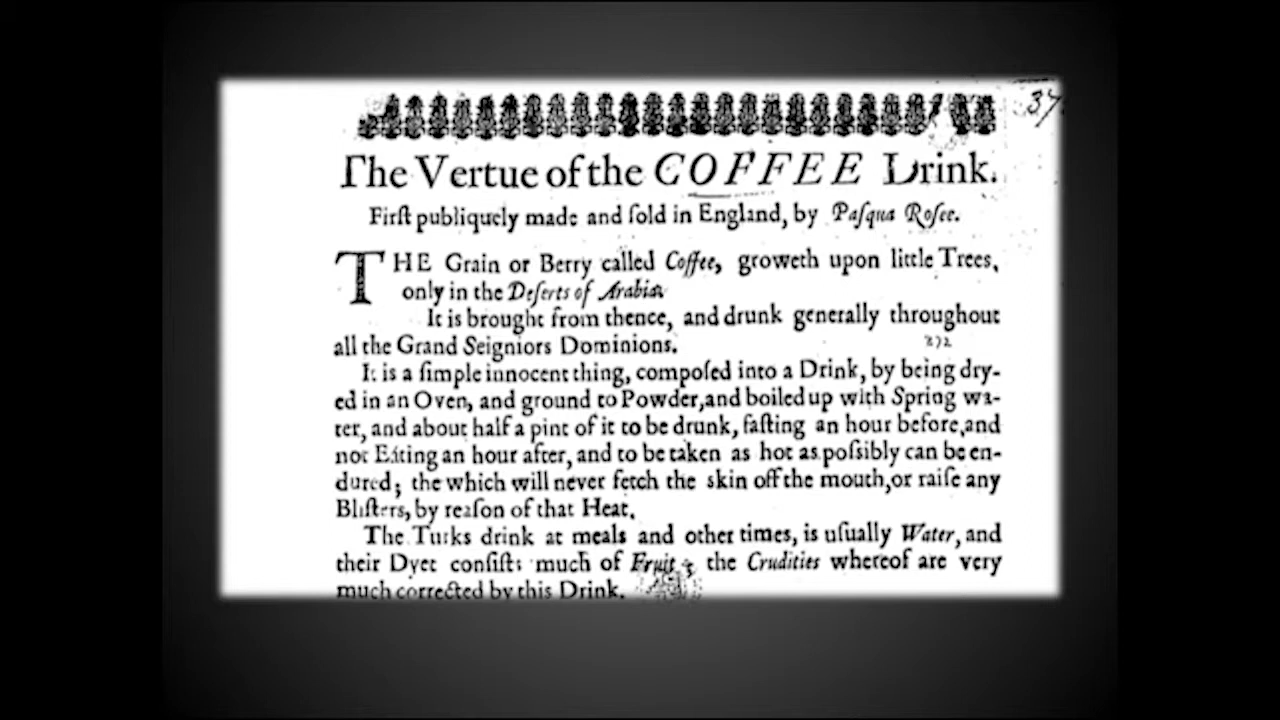 37
The Vertue of the COFFEE Drink.
Firſt publiquely made and ſold in England, by Paſqua Roſee.
THE Grain or Berry called Coffee, groweth upon little Trees,
only in the Deſerts of Arabia.
It is brought from thence, and drunk generally throughout
all the Grand Seigniors Dominions.
272
It is a ſimple innocent thing, compoſed into a Drink, by being dry-
ed in an Oven, and ground to Powder,and boiled up with Spring wa-
ter, and about half a pint of it to be drunk, faſting an hour before,and
not Eating an hour after, and to be taken as hot as poſsibly can be en-
dured; the which will never fetch the skin off the mouth,or raiſe any
Bliſters, by reaſon of that Heat.
The Turks drink at meals and other times, is uſually Water, and
their Dyet conſiſts much of Fruit; the Crudities whereof are very
much corrected by this Drink.